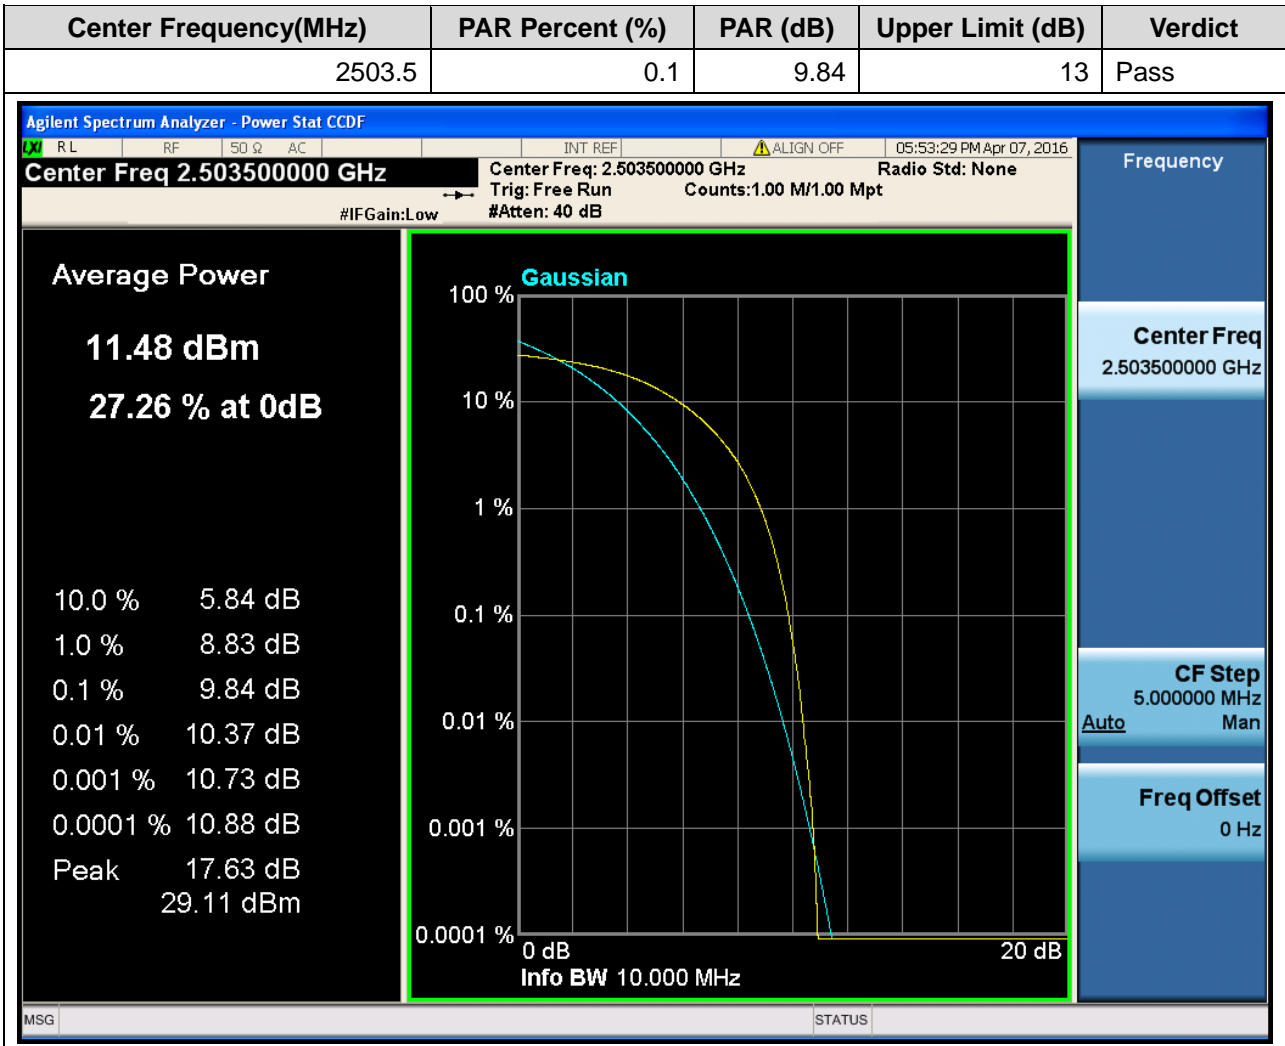 Center Frequency(MHz) PAR Percent (%) PAR (dB) Upper Limit (dB) Verdict
2503.5 0.1 9.84 13 Pass
Agilent Spectrum Analyzer - Power Stat CCDF
LXI RL RF 50 Ω AC INT REF ALIGN OFF 05:53:29 PM Apr 07, 2016
Center Freq 2.503500000 GHz
#IFGain:Low
Center Freq: 2.503500000 GHz Radio Std: None
Trig: Free Run Counts:1.00 M/1.00 Mpt
#Atten: 40 dB
Average Power
11.48 dBm
27.26 % at 0dB
10.0 % 5.84 dB
1.0 % 8.83 dB
0.1 % 9.84 dB
0.01 % 10.37 dB
0.001 % 10.73 dB
0.0001 % 10.88 dB
Peak 17.63 dB
29.11 dBm
Gaussian
100 %
10 %
1 %
0.1 %
0.01 %
0.001 %
0.0001 %
0 dB 20 dB
Info BW 10.000 MHz
Frequency
Center Freq
2.503500000 GHz
CF Step
5.000000 MHz
Auto Man
Freq Offset
0 Hz
MSG STATUS